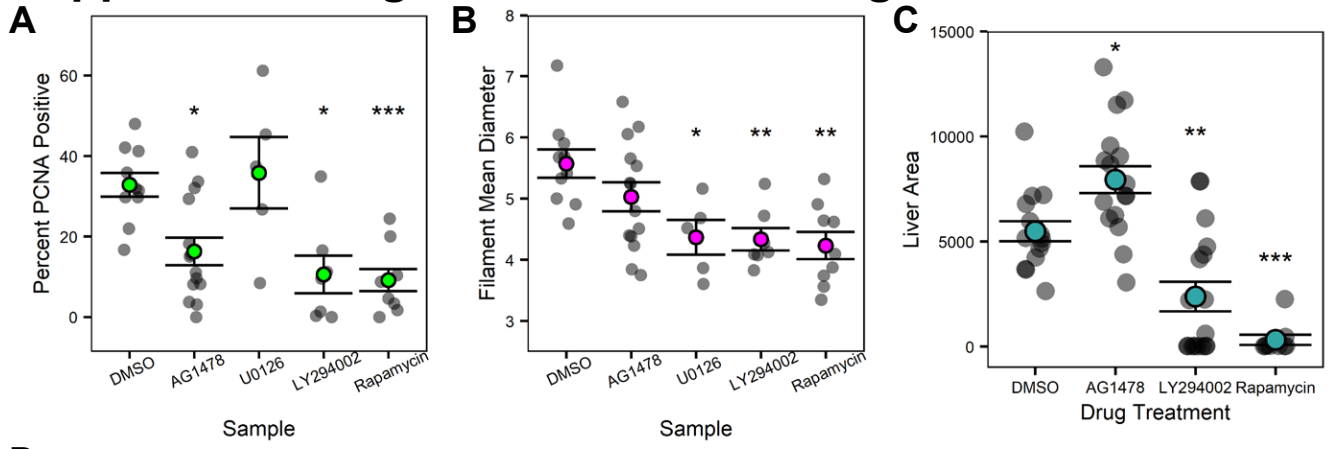 A
Percent PCNA Positive
60
40
20
0
*
*
***
DMSO
AG1478
U0126
LY294002
Rapamycin
Sample
B
Filament Mean Diameter
8
7
6
5
4
3
*
**
**
DMSO
AG1478
U0126
LY294002
Rapamycin
Sample
C
Liver Area
15000
10000
5000
0
*
**
***
DMSO
AG1478
LY294002
Rapamycin
Drug Treatment